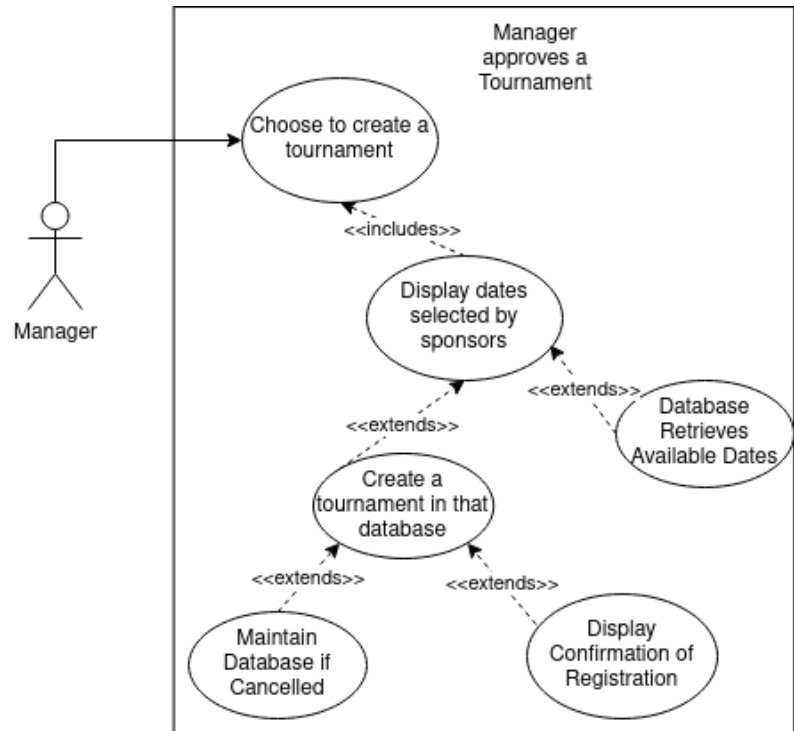 Manager
approves a
Tournament
Choose to create a
tournament
<<includes>>
Manager
Display dates
selected by
sponsors
<<extends>>
Database
Retrieves
Available Dates
<<extends>>
Create a
tournament in that
database
<<extends>>
<<extends>>
Maintain
Database if
Cancelled
Display
Confirmation of
Registration